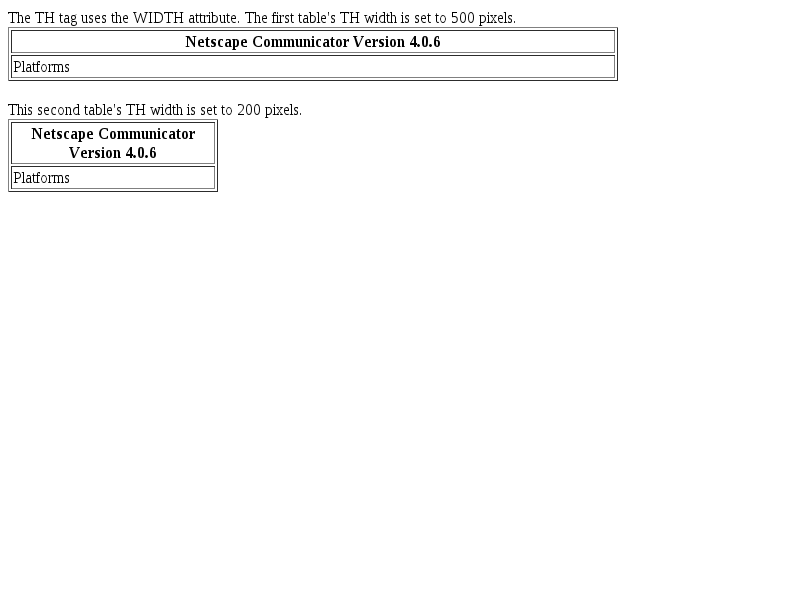 The TH tag uses the WIDTH attribute. The first table's TH width is set to 500 pixels.
Netscape Communicator Version 4.0.6
Platforms
This second table's TH width is set to 200 pixels.
Netscape Communicator
Version 4.0.6
Platforms